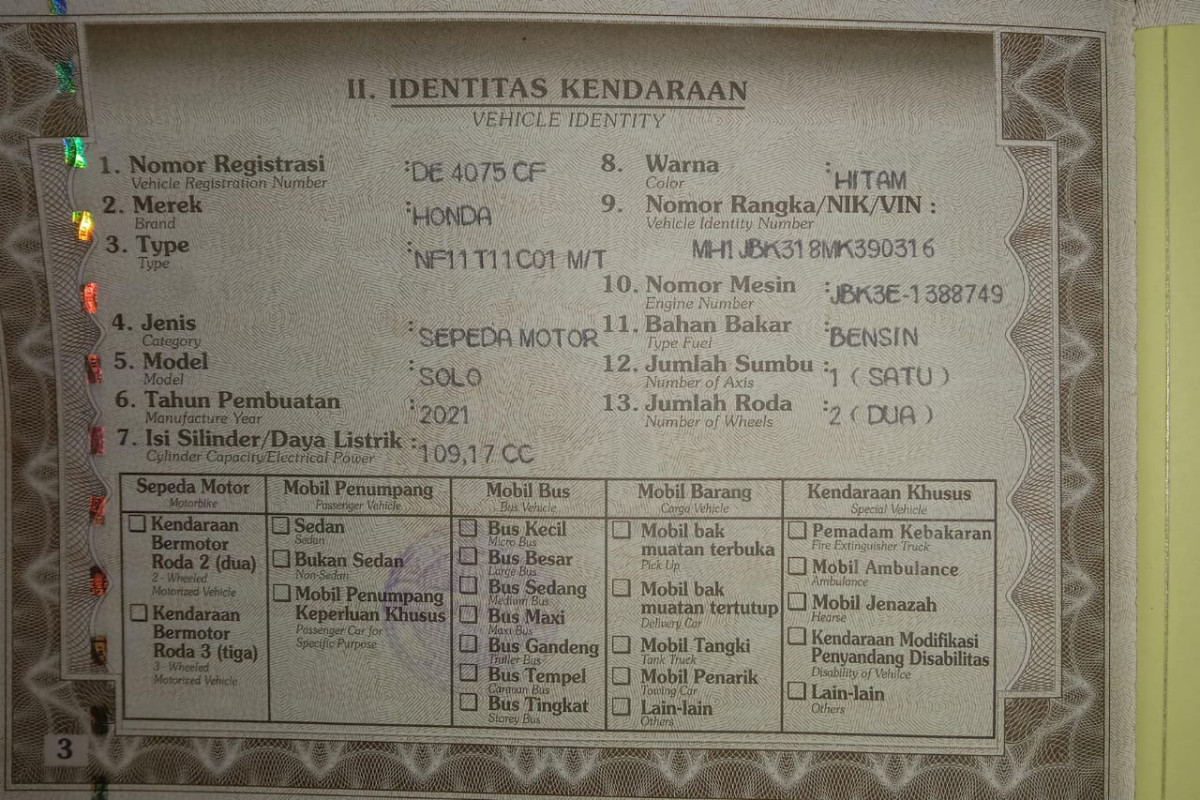 II. IDENTITAS KENDARAAN
VEHICLE IDENTITY
1. Nomor Registrasi : DE 4075 CF
Vehicle Registration Number
2. Merek : HONDA
Brand
3. Type : NF11T11C01 M/T
Type
4. Jenis : SEPEDA MOTOR
Category
5. Model : SOLO
Model
6. Tahun Pembuatan : 2021
Manufacture Year
7. Isi Silinder/Daya Listrik : 109,17 CC
Cylinder Capacity/Electrical Power
8. Warna : HITAM
Color
9. Nomor Rangka/NIK/VIN :
Vehicle Identity Number
MH1JBK318MK390316
10. Nomor Mesin : JBK3E-1388749
Engine Number
11. Bahan Bakar : BENSIN
Type Fuel
12. Jumlah Sumbu : 1 ( SATU )
Number of Axis
13. Jumlah Roda : 2 ( DUA )
Number of Wheels
Sepeda Motor
Motorbike
Kendaraan
Bermotor
Roda 2 (dua)
2 - Wheeled
Motorized Vehicle
Kendaraan
Bermotor
Roda 3 (tiga)
3 - Wheeled
Motorized Vehicle
Mobil Penumpang
Passenger Vehicle
Sedan
Sedan
Bukan Sedan
Non-Sedan
Mobil Penumpang
Keperluan Khusus
Passenger Car for
Specific Purpose
Mobil Bus
Bus Vehicle
Bus Kecil
Micro Bus
Bus Besar
Large Bus
Bus Sedang
Medium Bus
Bus Maxi
Maxi Bus
Bus Gandeng
Trailer Bus
Bus Tempel
Caravan Bus
Bus Tingkat
Storey Bus
Mobil Barang
Cargo Vehicle
Mobil bak
muatan terbuka
Pick Up
Mobil bak
muatan tertutup
Delivery Car
Mobil Tangki
Tank Truck
Mobil Penarik
Towing Car
Lain-lain
Others
Kendaraan Khusus
Special Vehicle
Pemadam Kebakaran
Fire Extinguisher Truck
Mobil Ambulance
Ambulance
Mobil Jenazah
Hearse
Kendaraan Modifikasi
Penyandang Disabilitas
Disability of Vehilce
Lain-lain
Others
3